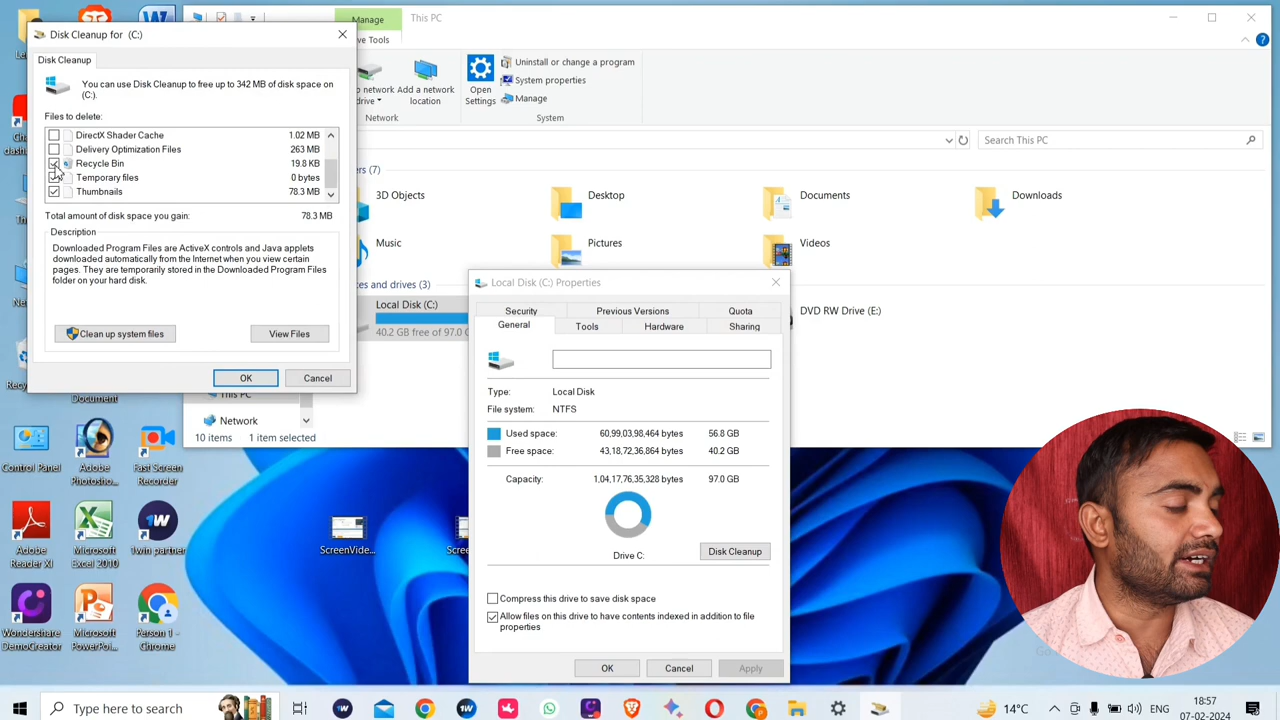 Manage
This PC
Disk Cleanup for (C:)
Disk Cleanup
You can use Disk Cleanup to free up to 342 MB of disk space on
(C:).
Files to delete:
DirectX Shader Cache 1.02 MB
Delivery Optimization Files 263 MB
Recycle Bin 19.8 KB
Temporary files 0 bytes
Thumbnails 78.3 MB
Total amount of disk space you gain: 78.3 MB
Description
Downloaded Program Files are ActiveX controls and Java applets
downloaded automatically from the Internet when you view certain
pages. They are temporarily stored in the Downloaded Program Files
folder on your hard disk.
Clean up system files
View Files
OK
Cancel
Tools
network
drive
Add a network
location
Network
Open
Settings
Uninstall or change a program
System properties
Manage
System
Search This PC
(7)
3D Objects
Desktop
Documents
Downloads
Music
Pictures
Videos
and drives (3)
Local Disk (C:)
40.2 GB free of 97.0 G
DVD RW Drive (E:)
This PC
Network
10 items
1 item selected
Local Disk (C:) Properties
Security
Previous Versions
Quota
General
Tools
Hardware
Sharing
Type: Local Disk
File system: NTFS
Used space: 60,99,03,98,464 bytes 56.8 GB
Free space: 43,18,72,36,864 bytes 40.2 GB
Capacity: 1,04,17,76,35,328 bytes 97.0 GB
Drive C:
Disk Cleanup
Compress this drive to save disk space
Allow files on this drive to have contents indexed in addition to file
properties
OK
Cancel
Apply
Document
Control Panel
Adobe
Photoshop
Fast Screen
Recorder
Adobe
Reader XI
Microsoft
Excel 2010
1win partner
Wondershare
DemoCreator
Microsoft
PowerPoi...
Person 1 -
Chrome
ScreenVide...
Type here to search
14°C
ENG
18:57
07-02-2024